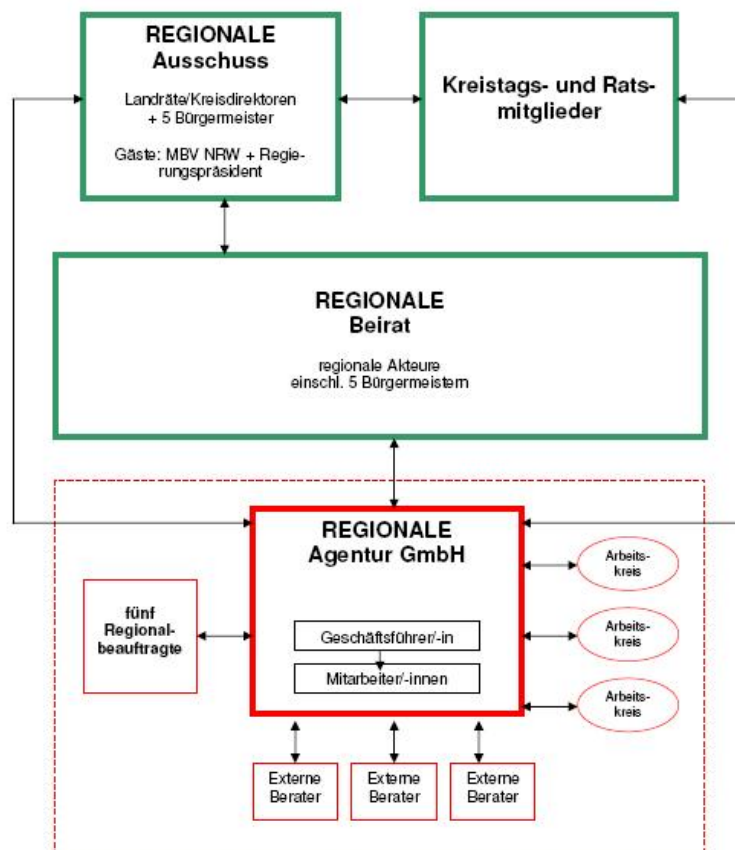 REGIONALE
Ausschuss
Landräte/Kreisdirektoren
+ 5 Bürgermeister
Gäste: MBV NRW + Regie-
rungspräsident
Kreistags- und Rats-
mitglieder
REGIONALE
Beirat
regionale Akteure
einschl. 5 Bürgermeistern
REGIONALE
Agentur GmbH
Geschäftsführer/-in
Mitarbeiter/-innen
fünf
Regional-
beauftragte
Arbeits-
kreis
Arbeits-
kreis
Arbeits-
kreis
Externe
Berater
Externe
Berater
Externe
Berater